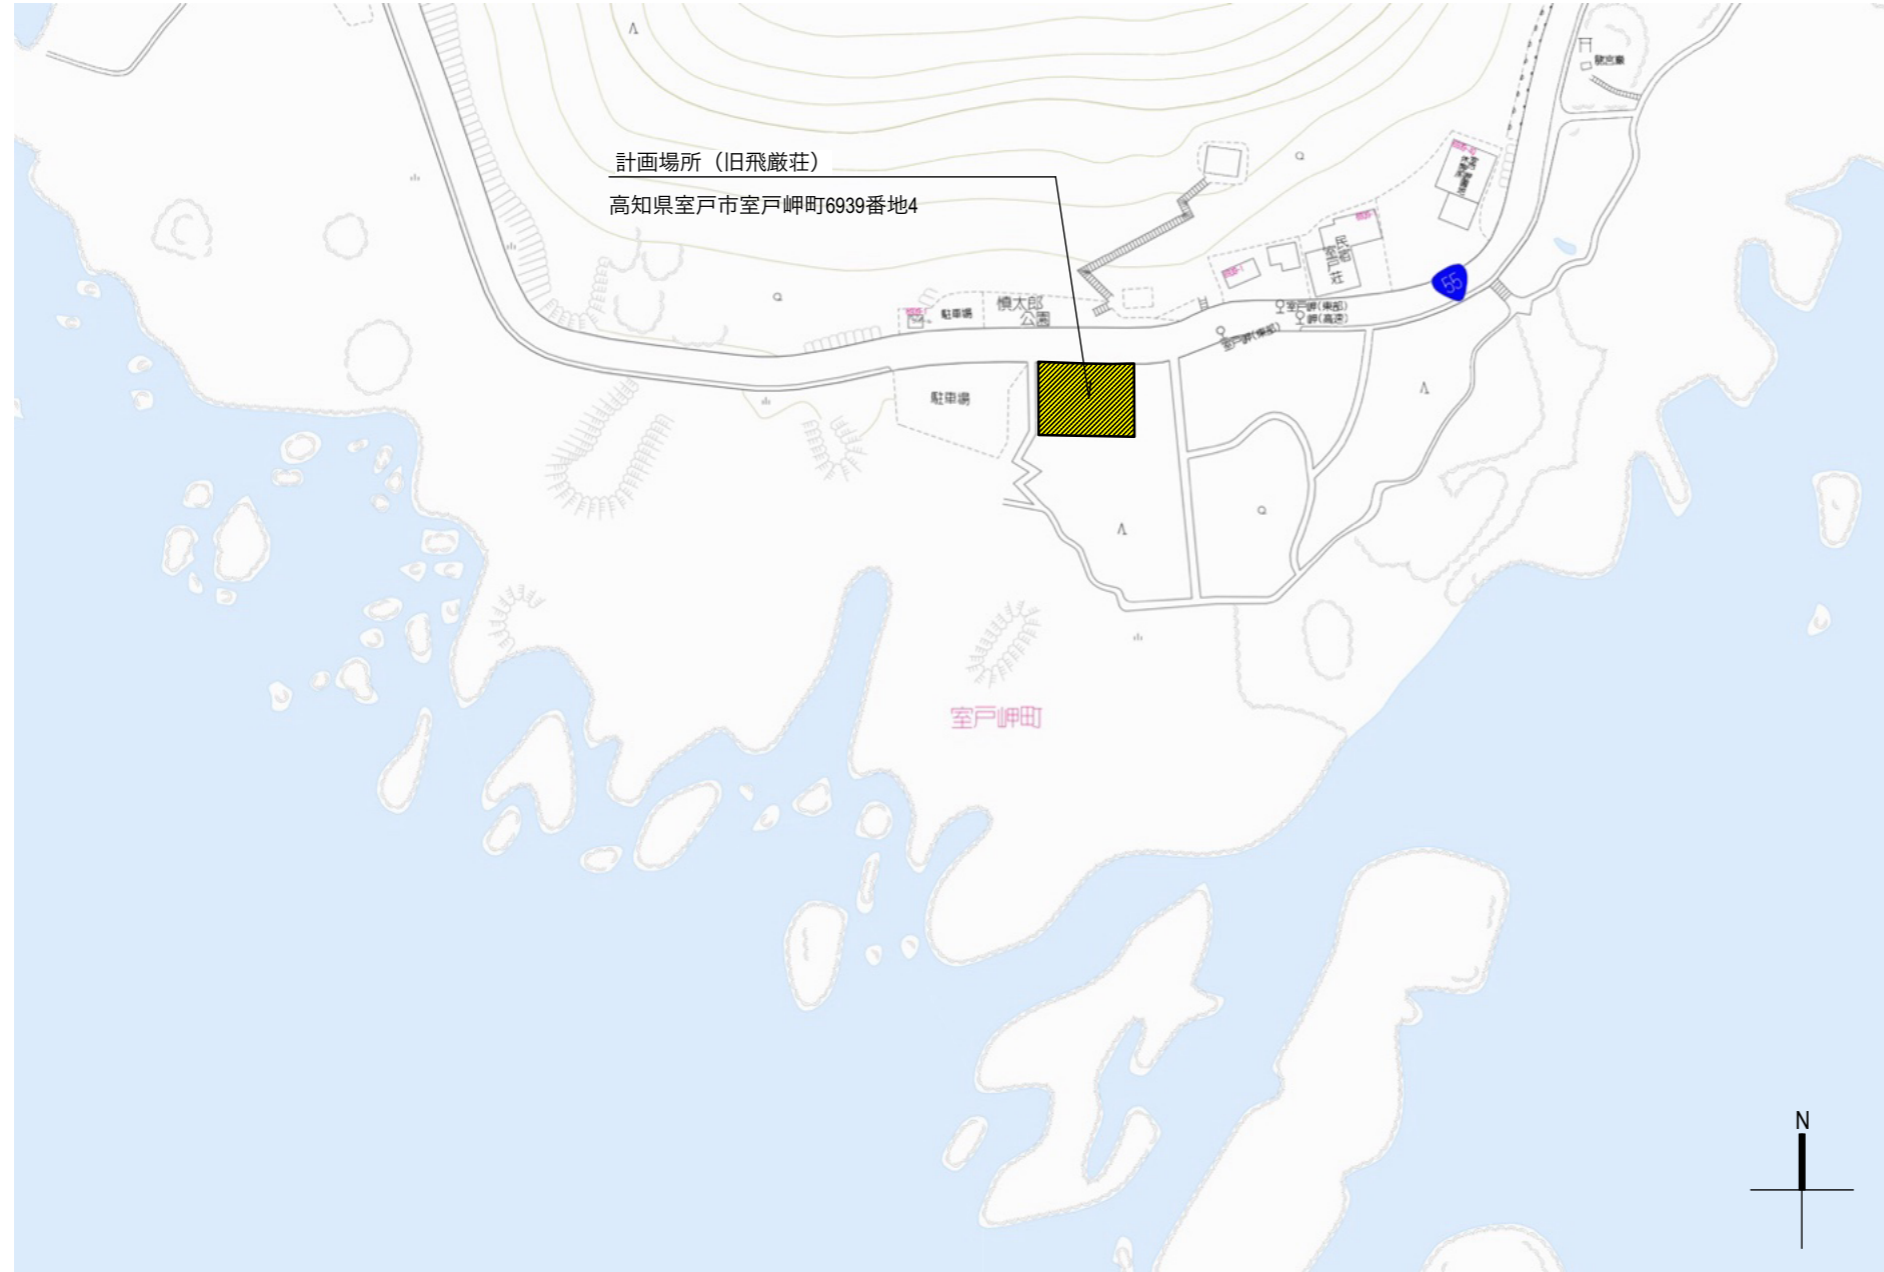 計画場所（旧飛厳荘）
高知県室戸市室戸岬町6939番地4
55
駐車場
慎太郎
公園
室戸岬(東部)
岬(高速)
室戸岬(東部)
駐車場
室戸岬町
N